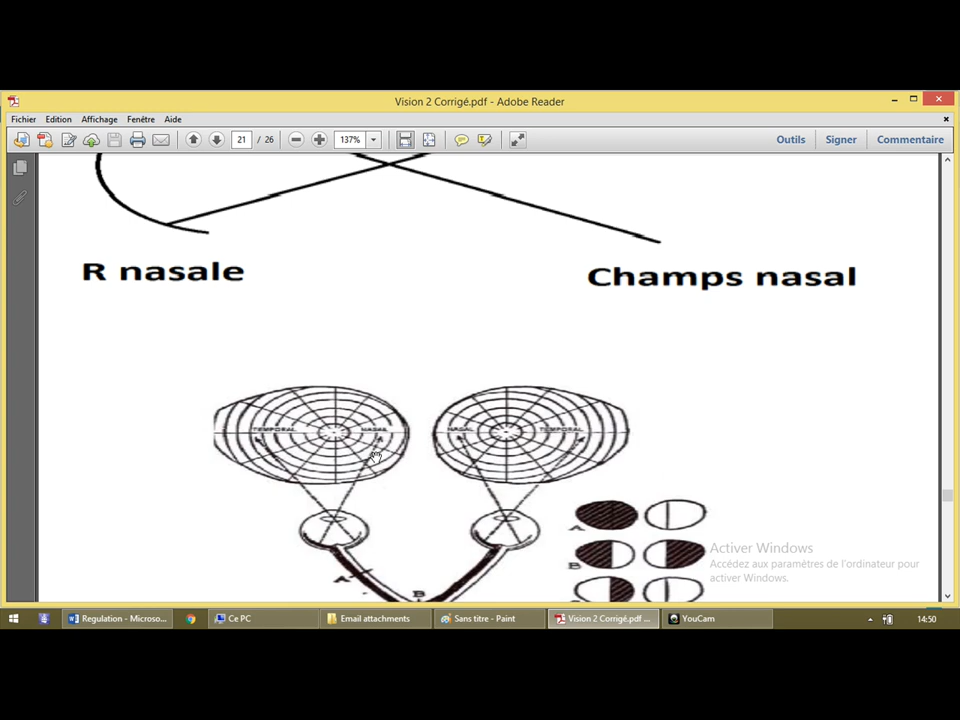 Vision 2 Corrigé.pdf - Adobe Reader
Fichier Edition Affichage Fenêtre Aide
21 / 26 137% Outils Signer Commentaire
R nasale
Champs nasal
TEMPORAL NASAL NASAL TEMPORAL
A
B
A
B
Activer Windows
Accédez aux paramètres de l'ordinateur pour
activer Windows.
Regulation - Microso... Ce PC Email attachments Sans titre - Paint Vision 2 Corrigé.pdf ... YouCam 14:50